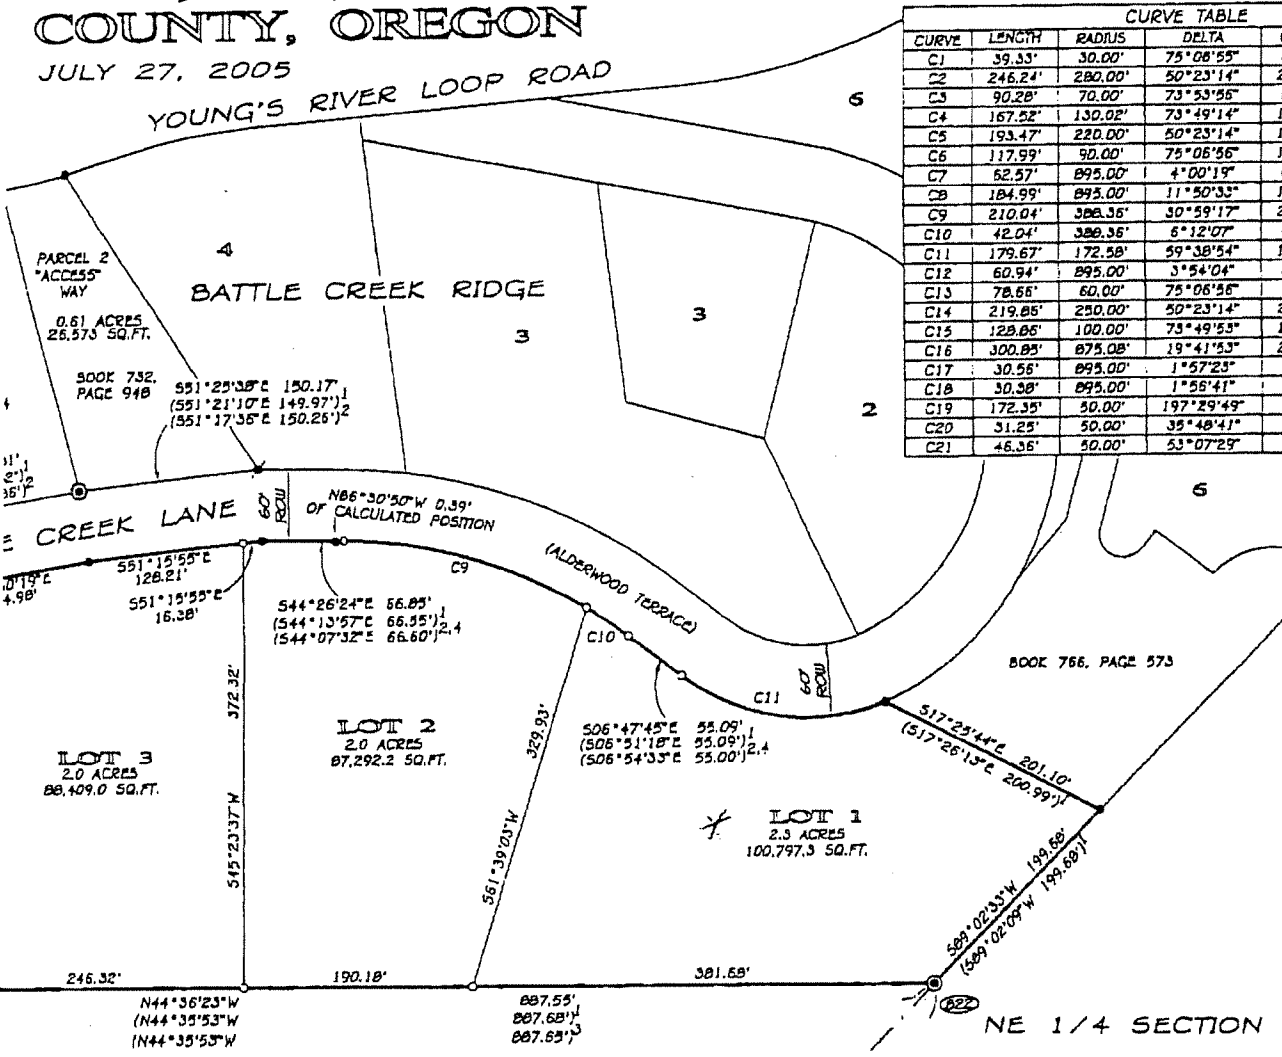 COUNTY, OREGON
JULY 27, 2005
YOUNG'S RIVER LOOP ROAD
CURVE TABLE
CURVE LENGTH RADIUS DELTA
C1 39.33' 30.00' 75°06'55"
C2 246.24' 280.00' 50°23'14"
C3 90.28' 70.00' 73°53'56"
C4 167.52' 130.02' 73°49'14"
C5 193.47' 220.00' 50°23'14"
C6 117.99' 90.00' 75°06'56"
C7 62.57' 895.00' 4°00'19"
C8 184.99' 895.00' 11°50'33"
C9 210.04' 388.36' 30°59'17"
C10 42.04' 388.36' 6°12'07"
C11 179.67' 172.58' 59°38'54"
C12 60.94' 895.00' 3°54'04"
C13 78.66' 60.00' 75°06'56"
C14 219.86' 250.00' 50°23'14"
C15 128.86' 100.00' 73°49'53"
C16 300.85' 875.08' 19°41'53"
C17 30.56' 895.00' 1°57'23"
C18 30.38' 895.00' 1°56'41"
C19 172.35' 50.00' 197°29'49"
C20 31.25' 50.00' 35°48'41"
C21 46.36' 50.00' 53°07'29"
6
PARCEL 2
"ACCESS"
WAY
0.61 ACRES
26,573 SQ.FT.
BOOK 732,
PAGE 948
4
BATTLE CREEK RIDGE
3
3
2
6
S51°25'38"E 150.17'
(S51°21'10"E 149.97')1
(S51°17'36"E 150.26')2
CREEK LANE
60'
ROW
N86°30'50"W 0.39'
OF CALCULATED POSITION
(ALDERWOOD TERRACE)
S51°15'55"E
128.21'
S51°15'55"E
16.38'
C9
S44°26'24"E 66.85'
(S44°13'57"E 66.55')1
(S44°07'32"E 66.60')2,4
C10
C11
60'
ROW
BOOK 766, PAGE 573
S06°47'45"E 55.09'
(S06°51'18"E 55.09')1
(S06°54'33"E 55.00')2,4
S17°25'44"E 201.10'
(S17°26'13"E 200.99')1
372.32'
S45°23'37"W
LOT 3
2.0 ACRES
88,409.0 SQ.FT.
LOT 2
2.0 ACRES
87,292.2 SQ.FT.
329.93'
S61°39'03"W
LOT 1
2.3 ACRES
100,797.3 SQ.FT.
S89°02'33"W 199.68'
(S89°02'09"W 199.68')1
246.32'
190.18'
381.68'
N44°36'23"W 887.55'
(N44°35'53"W 887.68')1
(N44°35'53"W 887.65')3
822
NE 1/4 SECTION